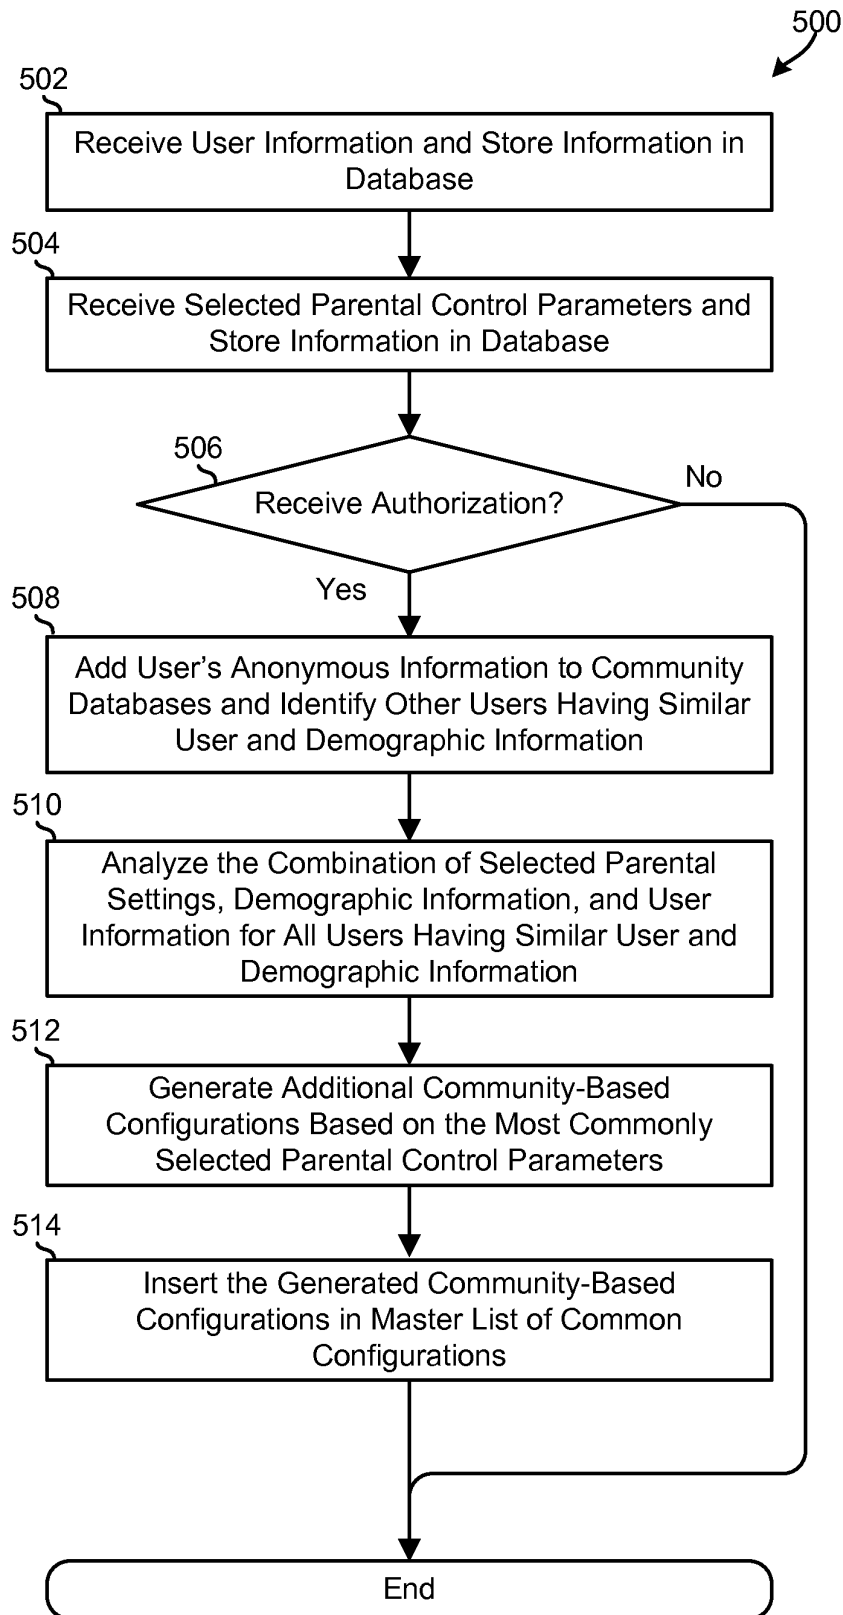 500
502
Receive User Information and Store Information in
Database
504
Receive Selected Parental Control Parameters and
Store Information in Database
506
Receive Authorization?
No
Yes
508
Add User's Anonymous Information to Community
Databases and Identify Other Users Having Similar
User and Demographic Information
510
Analyze the Combination of Selected Parental
Settings, Demographic Information, and User
Information for All Users Having Similar User and
Demographic Information
512
Generate Additional Community-Based
Configurations Based on the Most Commonly
Selected Parental Control Parameters
514
Insert the Generated Community-Based
Configurations in Master List of Common
Configurations
End